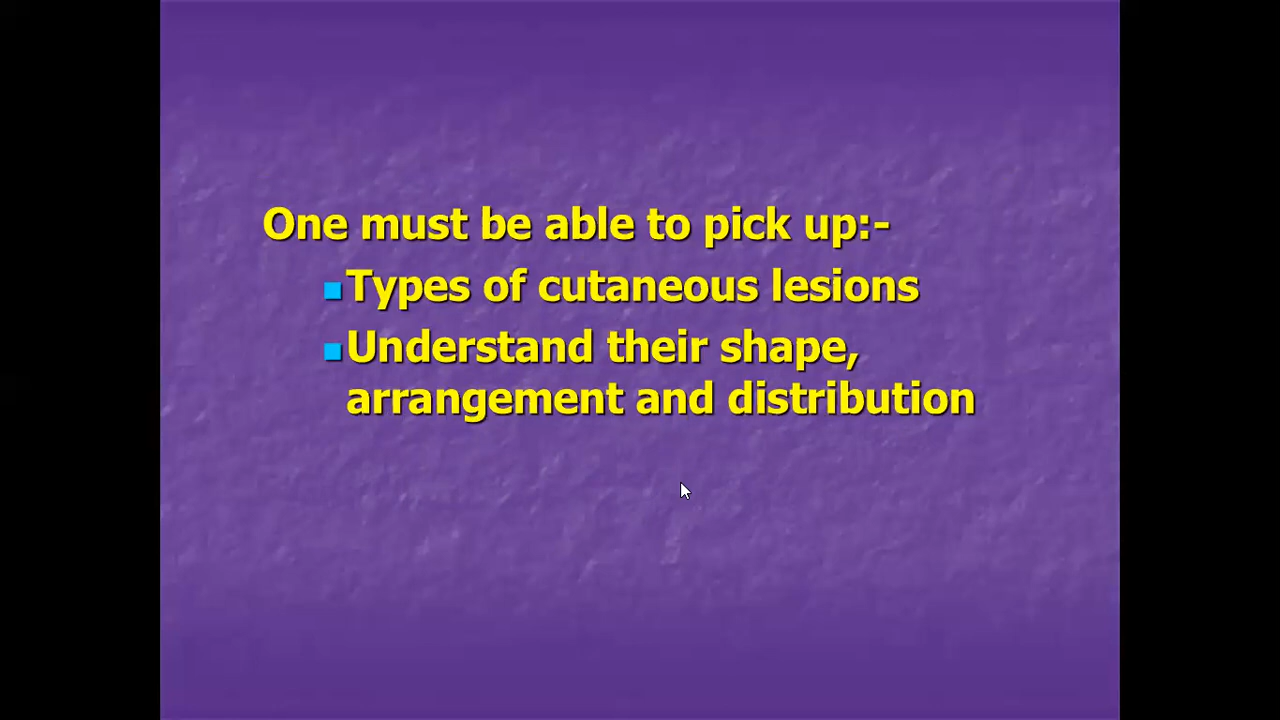 One must be able to pick up:-
Types of cutaneous lesions
Understand their shape,
arrangement and distribution